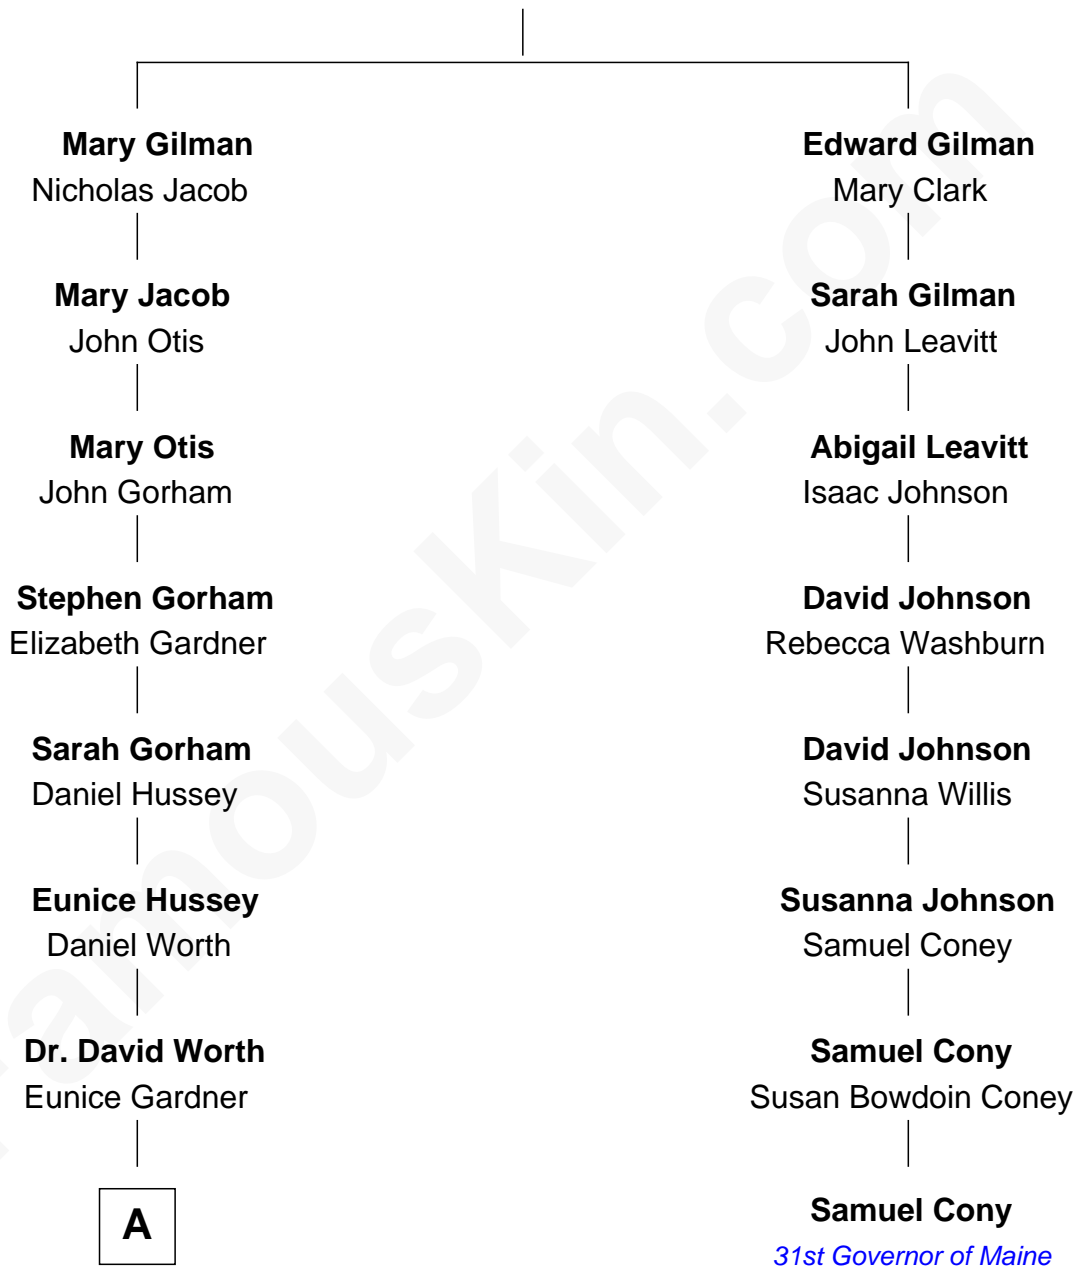 Mary Gilman
Nicholas Jacob
Mary Jacob
John Otis
Mary Otis
John Gorham
Stephen Gorham
Elizabeth Gardner
Sarah Gorham
Daniel Hussey
Eunice Hussey
Daniel Worth
Dr. David Worth
Eunice Gardner
A
Edward Gilman
Mary Clark
Sarah Gilman
John Leavitt
Abigail Leavitt
Isaac Johnson
David Johnson
Rebecca Washburn
David Johnson
Susanna Willis
Susanna Johnson
Samuel Coney
Samuel Cony
Susan Bowdoin Coney
Samuel Cony
31st Governor of Maine
FamousKin.com